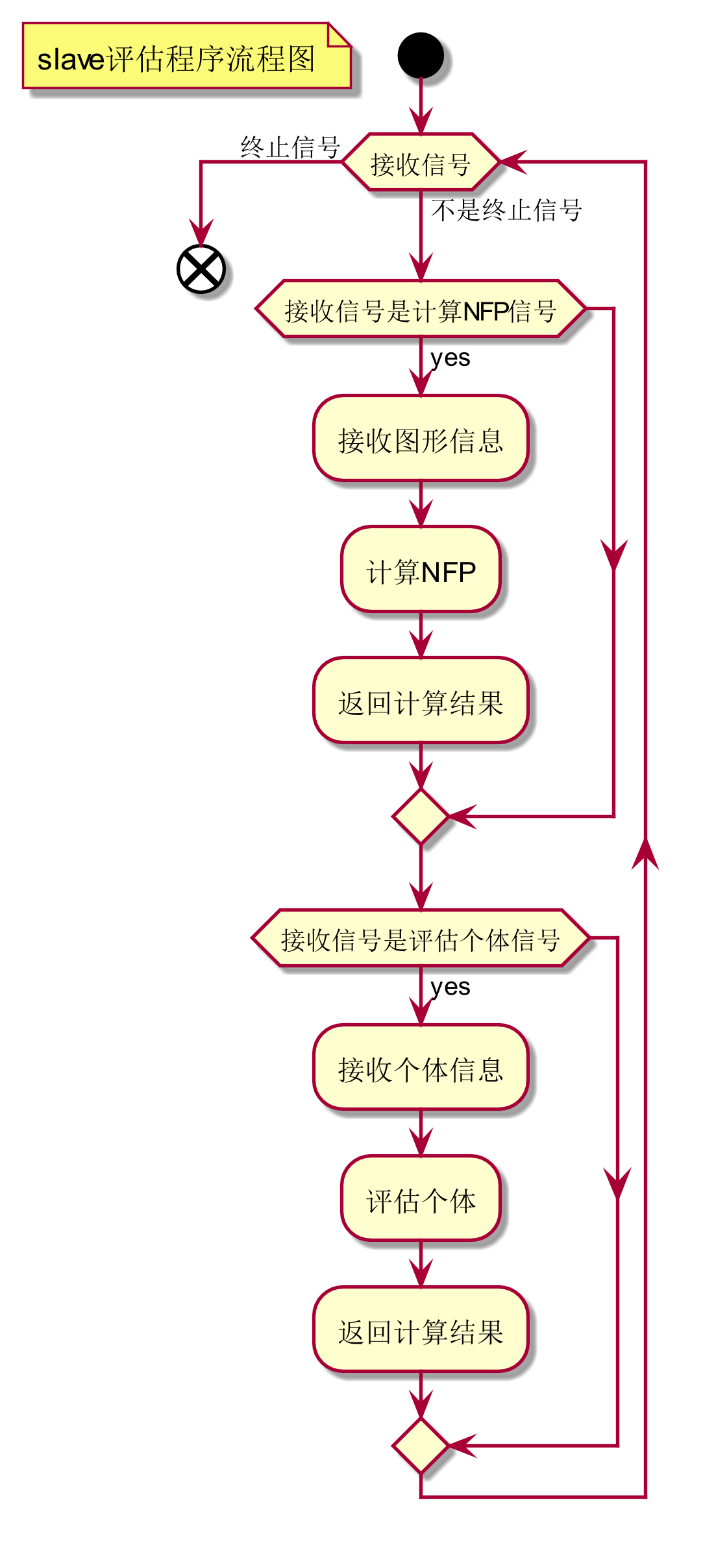 slave评估程序流程图
终止信号
接收信号
不是终止信号
接收信号是计算NFP信号
yes
接收图形信息
计算NFP
返回计算结果
接收信号是评估个体信号
yes
接收个体信息
评估个体
返回计算结果